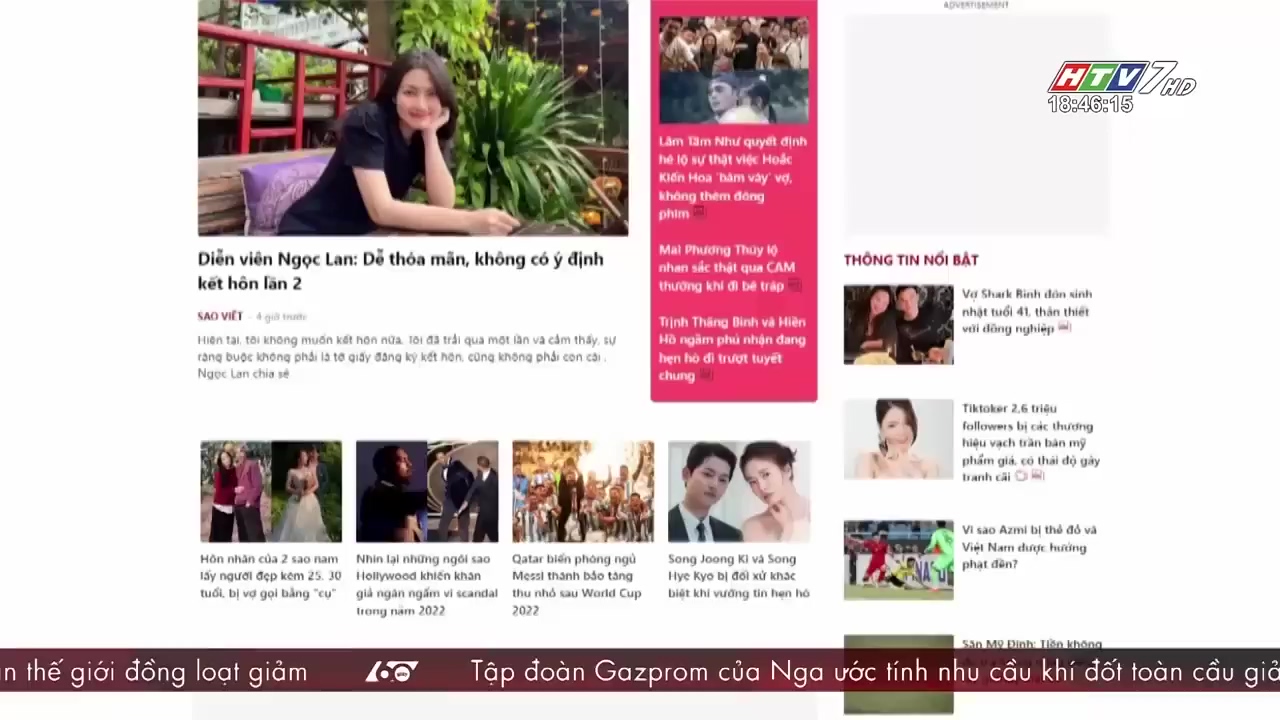 ADVERTISEMENT
HTV7HD
18:46:15
Diễn viên Ngọc Lan: Dễ thỏa mãn, không có ý định
kết hôn lần 2
SAO VIỆT - 4 giờ trước
Hiện tại, tôi không muốn kết hôn nữa. Tôi đã trải qua một lần và cảm thấy, sự
ràng buộc không phải là tờ giấy đăng ký kết hôn, cũng không phải con cái .
Ngọc Lan chia sẻ
Lâm Tâm Như quyết định
hé lộ sự thật việc Hoắc
Kiến Hoa 'bám váy' vợ,
không thèm đóng
phim
Mai Phương Thúy lộ
nhan sắc thật qua CAM
thường khi đi bê tráp
Trịnh Thăng Bình và Hiền
Hồ ngầm phủ nhận đang
hẹn hò đi trượt tuyết
chung
THÔNG TIN NỔI BẬT
Vợ Shark Bình đón sinh
nhật tuổi 41, thân thiết
với đồng nghiệp
Tiktoker 2,6 triệu
followers bị các thương
hiệu vạch trần bán mỹ
phẩm giả, có thái độ gây
tranh cãi
Vì sao Azmi bị thẻ đỏ và
Việt Nam được hưởng
phạt đền?
Sân Mỹ Đình: Tiền không
Hôn nhân của 2 sao nam
lấy người đẹp kém 25, 30
tuổi, bị vợ gọi bằng "cụ"
Nhìn lại những ngôi sao
Hollywood khiến khán
giả ngán ngẩm vì scandal
trong năm 2022
Qatar biến phòng ngủ
Messi thành bảo tàng
thu nhỏ sau World Cup
2022
Song Joong Ki và Song
Hye Kyo bị đối xử khác
biệt khi vướng tin hẹn hò
n thế giới đồng loạt giảm 60 giây Tập đoàn Gazprom của Nga ước tính nhu cầu khí đốt toàn cầu giả